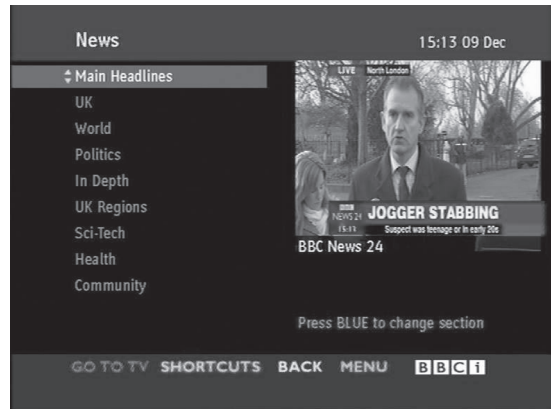 News
15:13 09 Dec
Main Headlines
UK
World
Politics
In Depth
UK Regions
Sci-Tech
Health
Community
LIVE North London
BBC
NEWS 24
15:13
JOGGER STABBING
Suspect was teenage or in early 20s
BBC News 24
Press BLUE to change section
GO TO TV SHORTCUTS BACK MENU BBCi